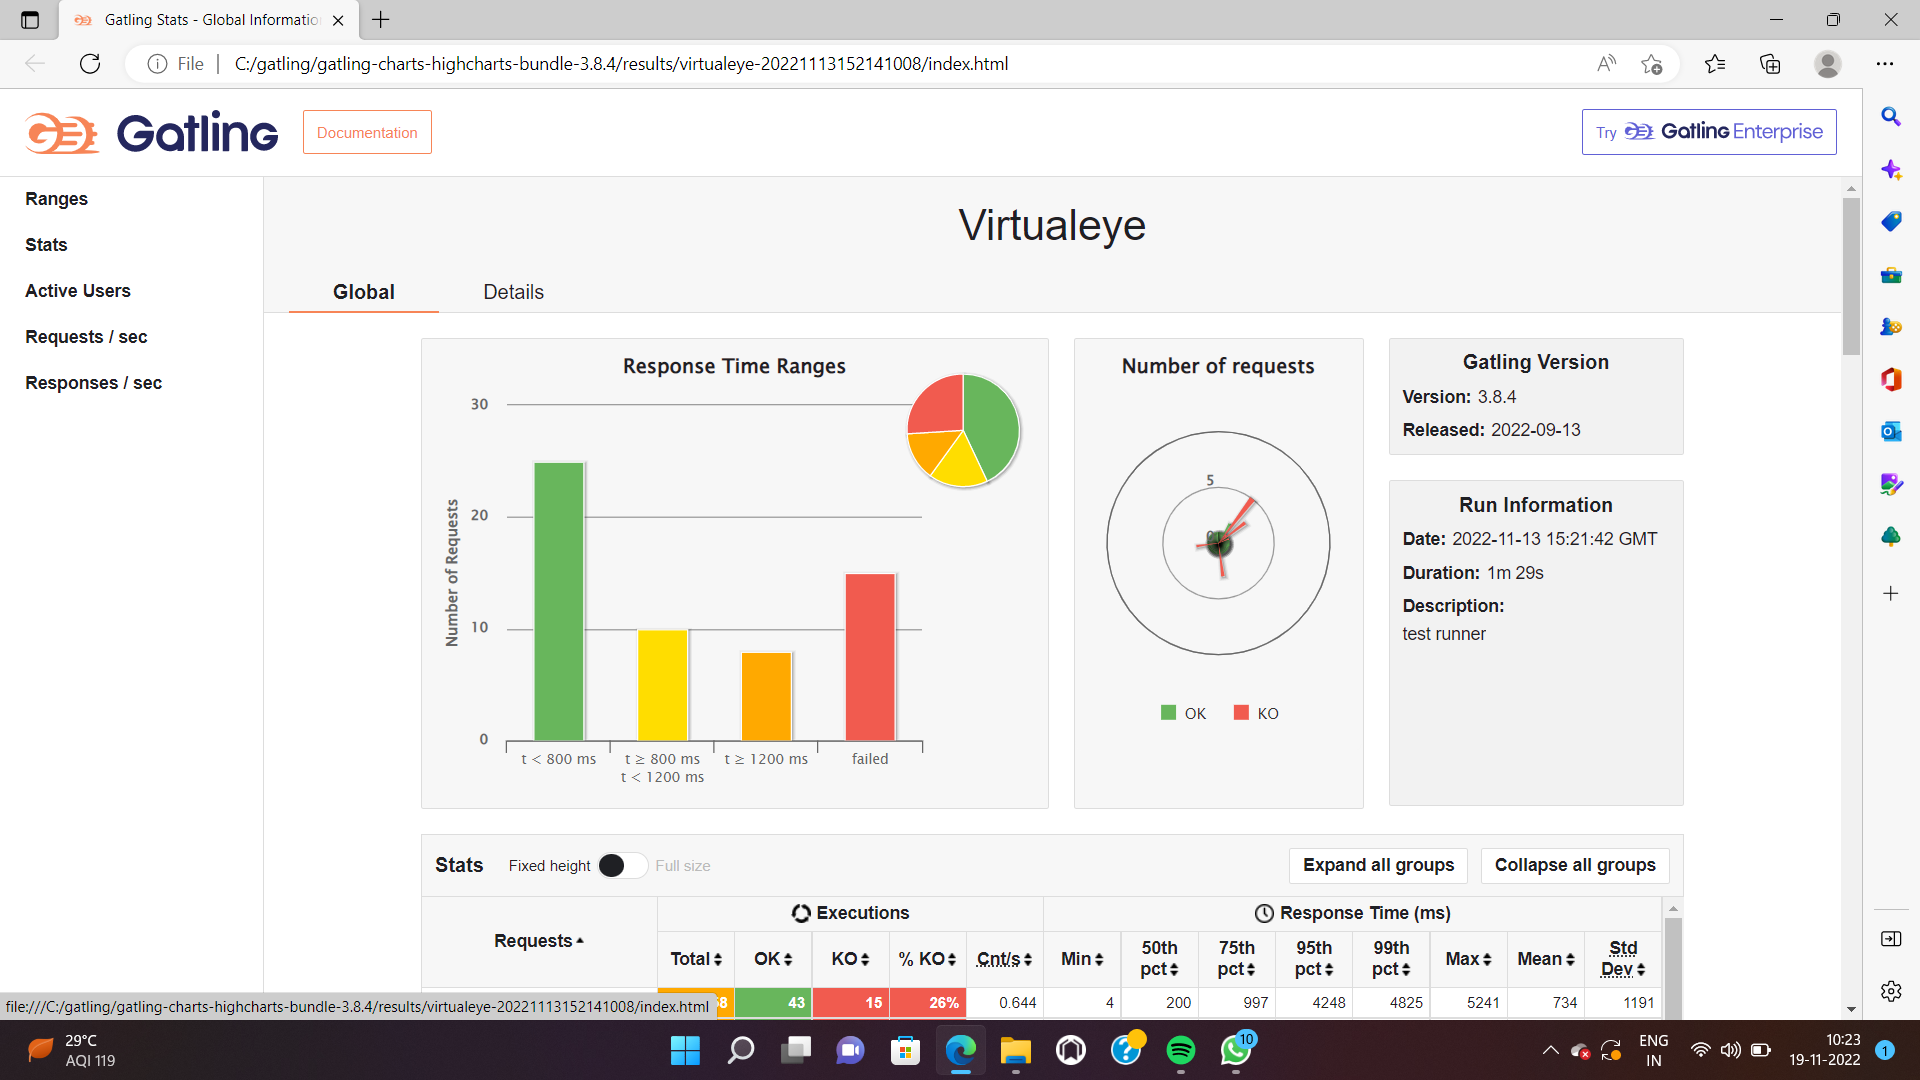 Gatling Stats - Global Informatio
File
C:/gatling/gatling-charts-highcharts-bundle-3.8.4/results/virtualeye-20221113152141008/index.html
Gatling
Documentation
Try Gatling Enterprise
Ranges
Stats
Active Users
Requests / sec
Responses / sec
Virtualeye
Global Details
Response Time Ranges
30
20
10
0
Number of Requests
t < 800 ms
t ≥ 800 ms
t < 1200 ms
t ≥ 1200 ms
failed
Number of requests
5
0
OK KO
Gatling Version
Version: 3.8.4
Released: 2022-09-13
Run Information
Date: 2022-11-13 15:21:42 GMT
Duration: 1m 29s
Description:
test runner
Stats Fixed height Full size
Expand all groups Collapse all groups
Requests
Executions
Response Time (ms)
Total OK KO % KO Cnt/s Min 50th pct 75th pct 95th pct 99th pct Max Mean Std Dev
8 43 15 26% 0.644 4 200 997 4248 4825 5241 734 1191
file:///C:/gatling/gatling-charts-highcharts-bundle-3.8.4/results/virtualeye-20221113152141008/index.html
29°C
AQI 119
10
ENG
IN
10:23
19-11-2022
1